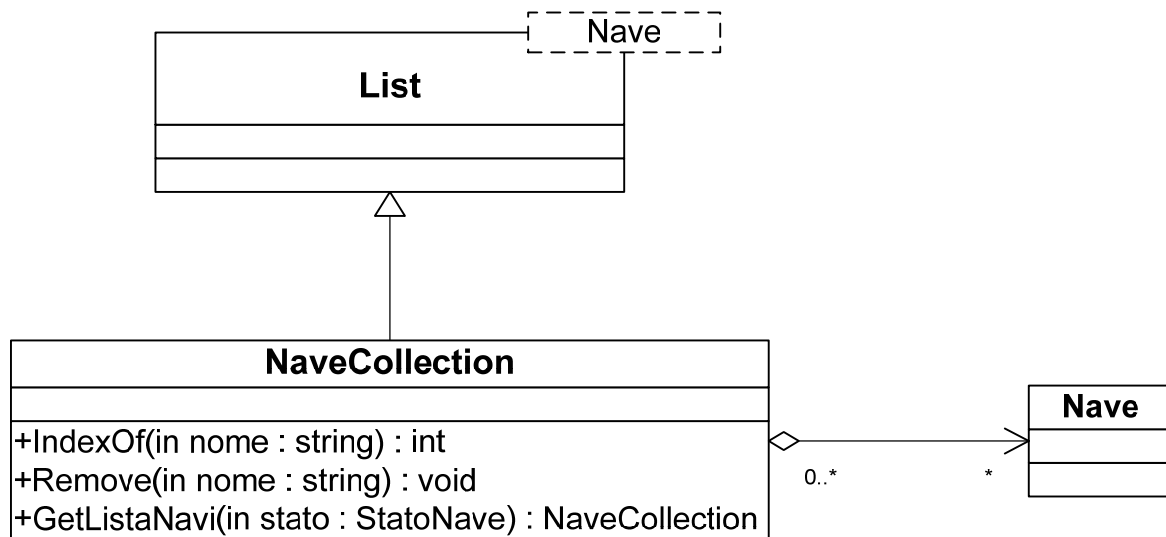 Nave
List
NaveCollection
+IndexOf(in nome : string) : int
+Remove(in nome : string) : void
+GetListaNavi(in stato : StatoNave) : NaveCollection
Nave
0..*
*